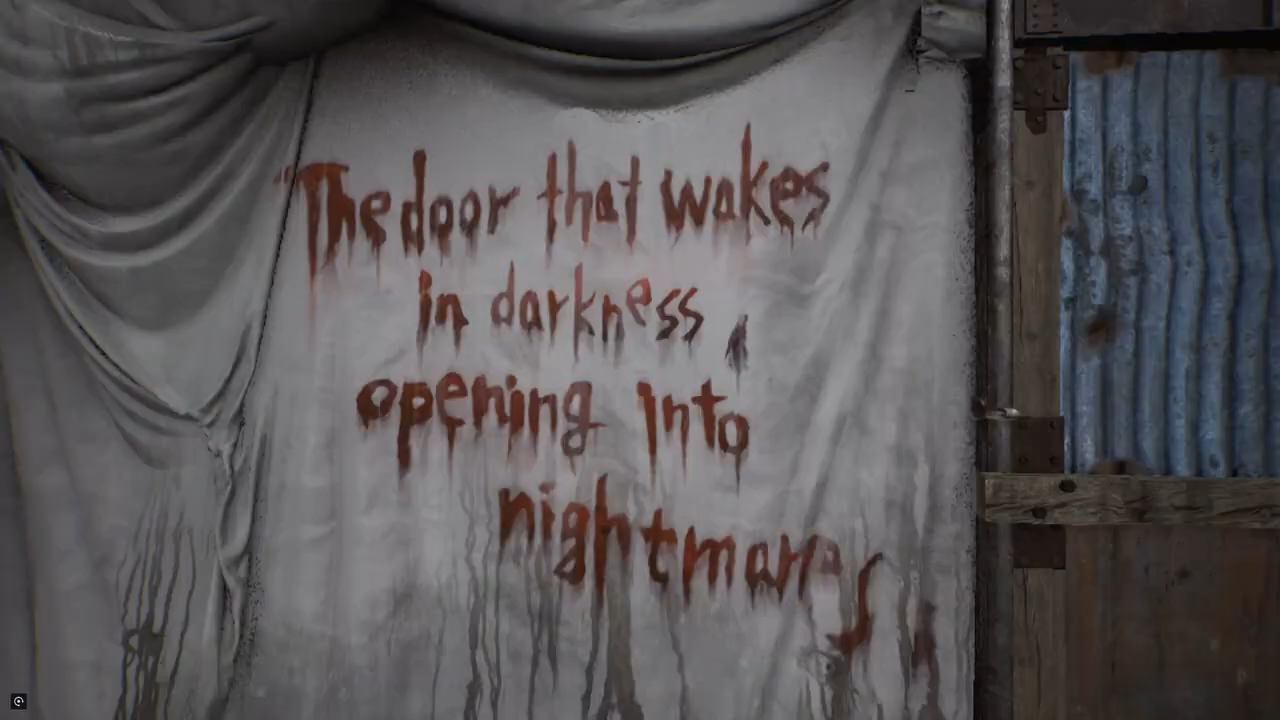 "The door that wakes
in darkness,
opening into
nightmares."